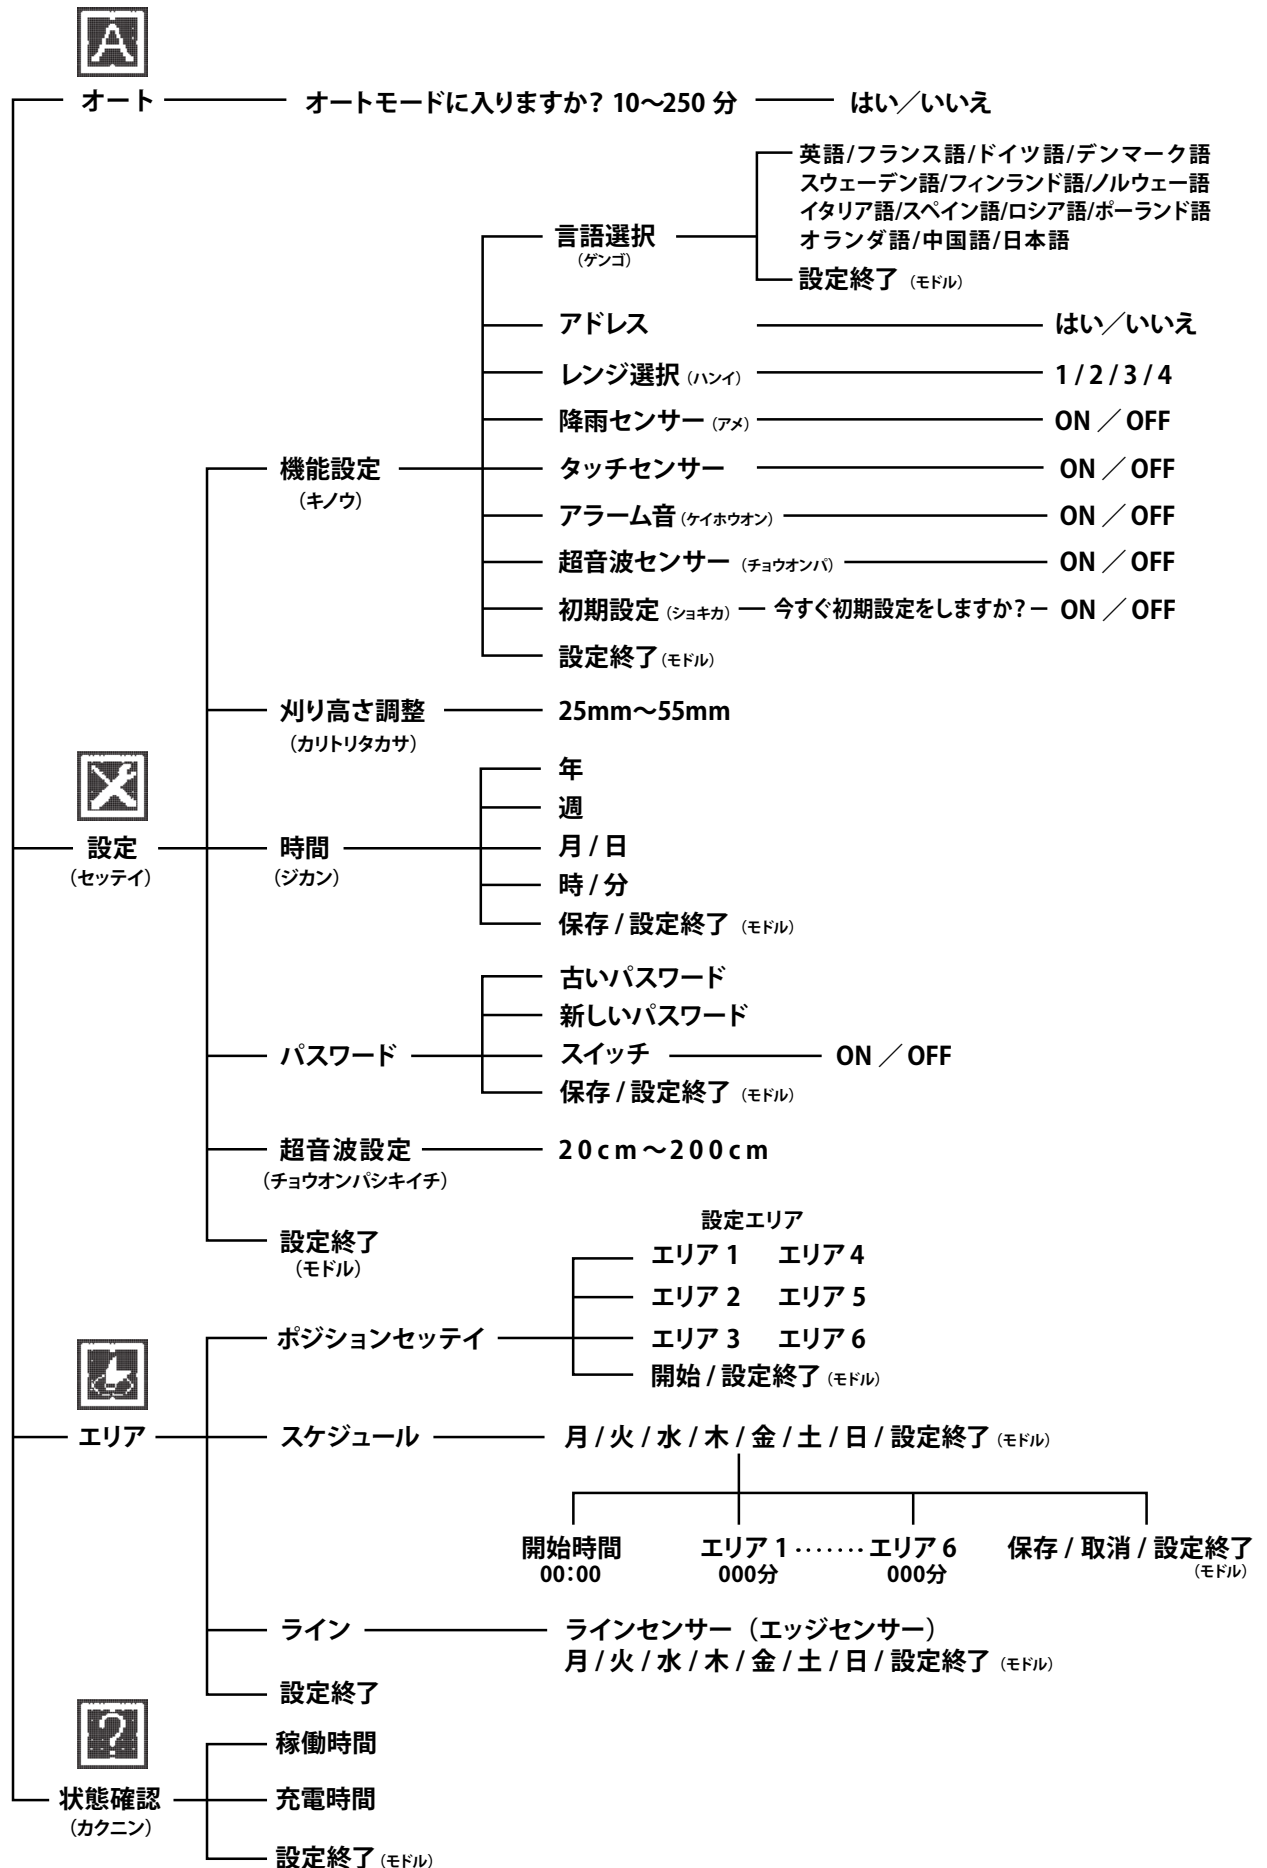 A
オート
オートモードに入りますか? 10～250 分
はい／いいえ
英語/フランス語/ドイツ語/デンマーク語
スウェーデン語/フィンランド語/ノルウェー語
イタリア語/スペイン語/ロシア語/ポーランド語
オランダ語/中国語/日本語
言語選択
（ゲンゴ）
設定終了（モドル）
アドレス
はい／いいえ
レンジ選択（ハンイ）
1 / 2 / 3 / 4
降雨センサー（アメ）
ON ／ OFF
機能設定
（キノウ）
タッチセンサー
ON ／ OFF
アラーム音（ケイホウオン）
ON ／ OFF
超音波センサー（チョウオンパ）
ON ／ OFF
初期設定（ショキカ）
今すぐ初期設定をしますか?
ON ／ OFF
設定終了（モドル）
刈り高さ調整
（カリトリタカサ）
25mm～55mm
設定
（セッテイ）
時間
（ジカン）
年
週
月 / 日
時 / 分
保存 / 設定終了（モドル）
パスワード
古いパスワード
新しいパスワード
スイッチ
ON ／ OFF
保存 / 設定終了（モドル）
超音波設定
（チョウオンパシキイチ）
20cm～200cm
設定終了
（モドル）
設定エリア
エリア 1 エリア 4
エリア 2 エリア 5
ポジションセッテイ
エリア 3 エリア 6
開始 / 設定終了（モドル）
エリア
スケジュール
月 / 火 / 水 / 木 / 金 / 土 / 日 / 設定終了（モドル）
開始時間
00：00
エリア 1 ‥‥‥‥ エリア 6
000分 000分
保存 / 取消 / 設定終了
（モドル）
ライン
ラインセンサー（エッジセンサー）
月 / 火 / 水 / 木 / 金 / 土 / 日 / 設定終了（モドル）
設定終了
?
状態確認
（カクニン）
稼働時間
充電時間
設定終了（モドル）